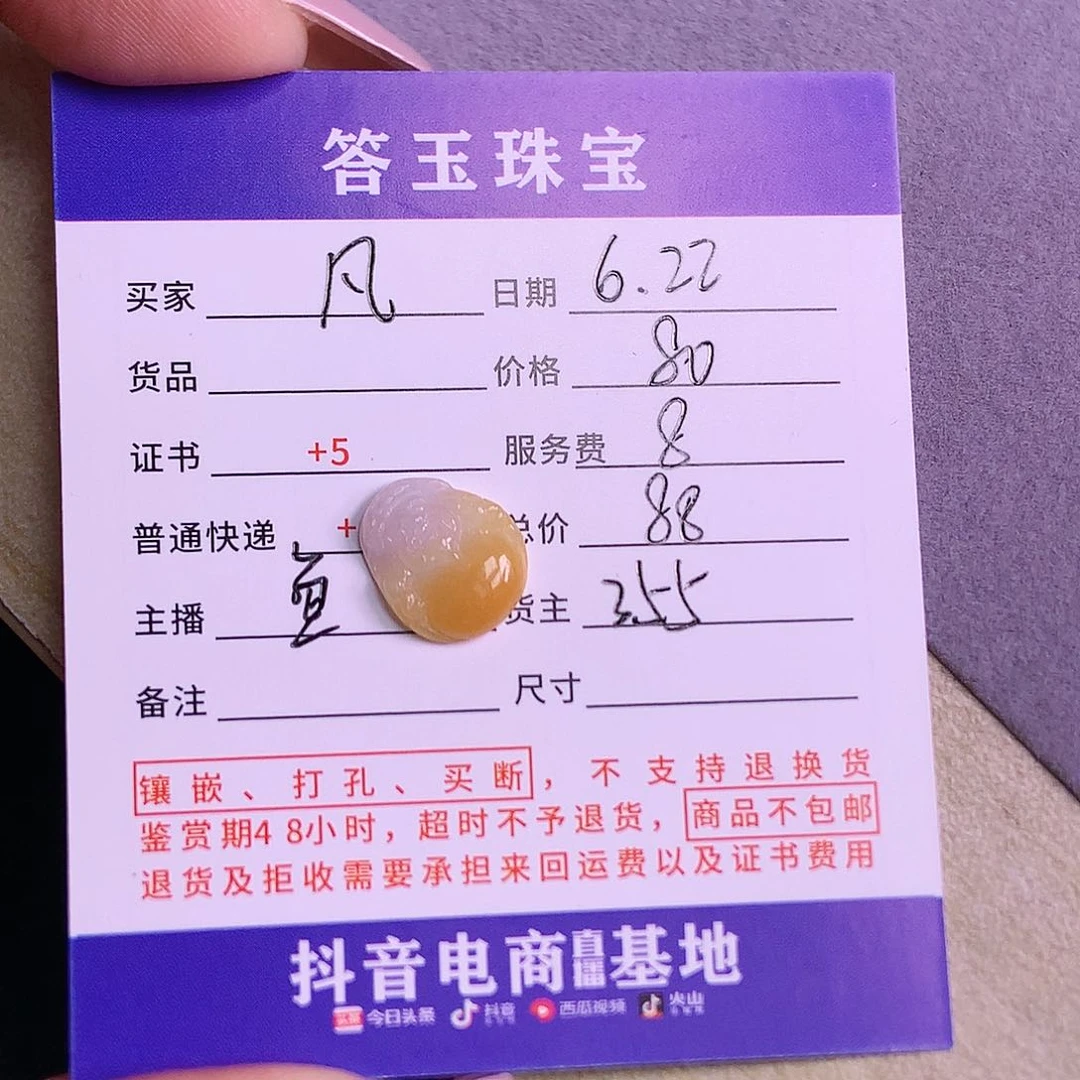 答玉珠宝
买家 凡 日期 6.22
货品 价格 80
证书 +5 服务费 8
普通快递 + 总价 88
主播 货主 355
备注 尺寸
镶嵌、打孔、买断，不支持退换货
鉴赏期48小时，超时不予退货，商品不包邮
退货及拒收需要承担来回运费以及证书费用
抖音电商直播基地
头条 今日头条 抖音 西瓜视频 火山